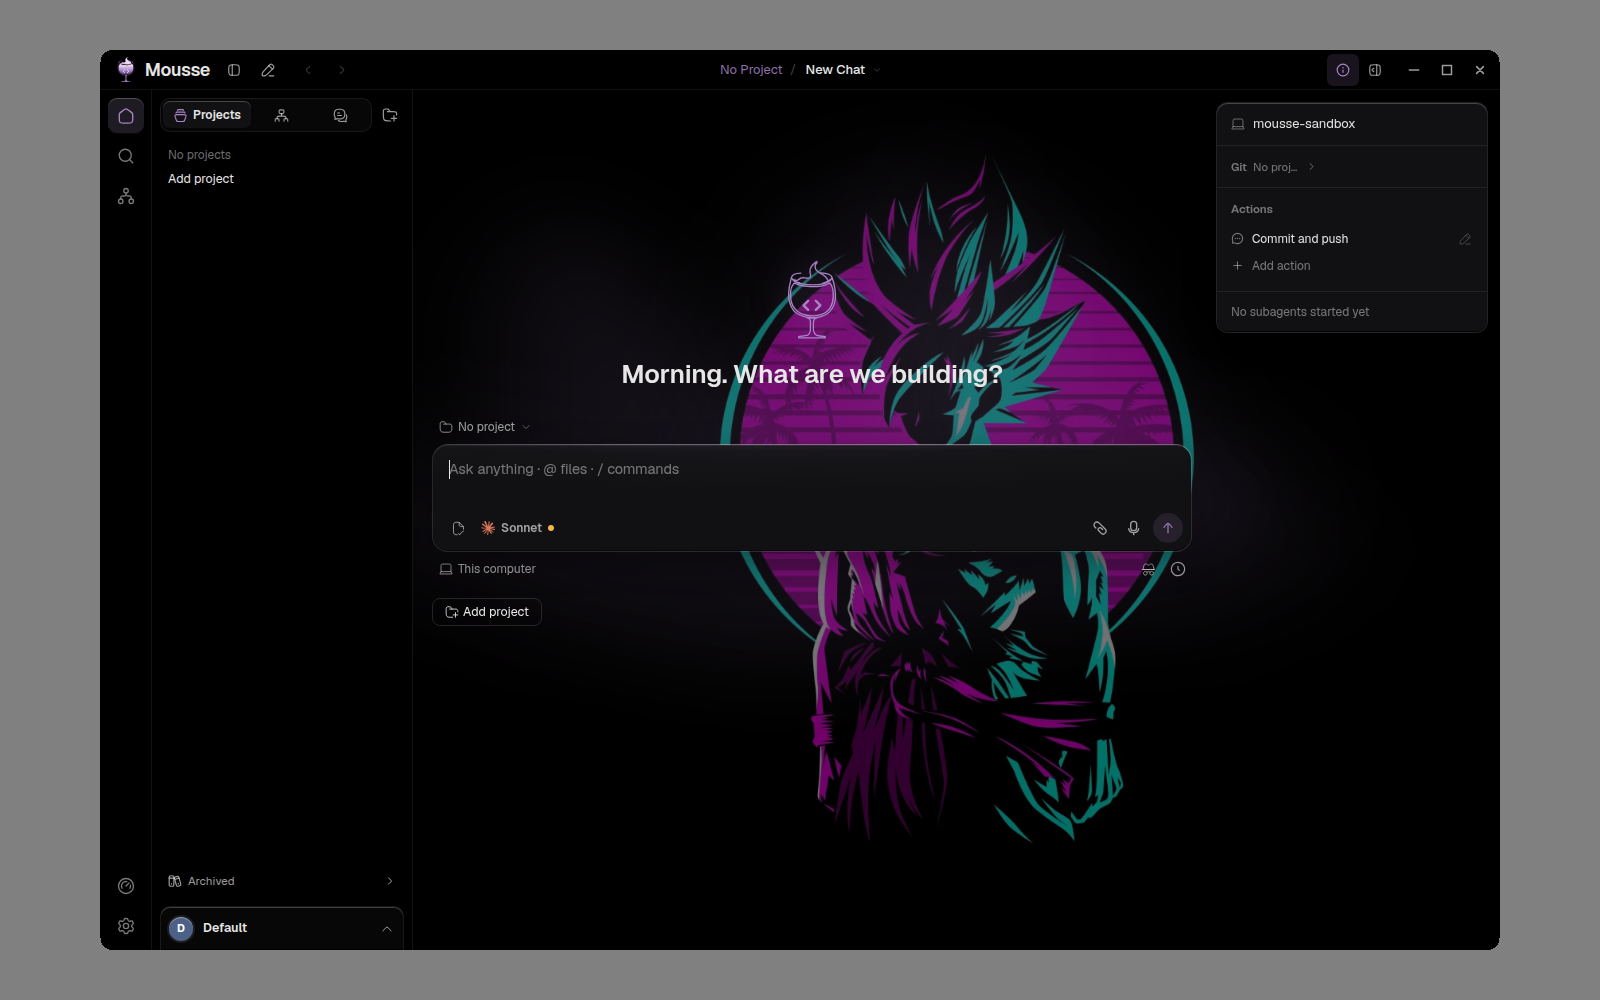 Mousse
No Project / New Chat
Projects
No projects
Add project
mousse-sandbox
Git No proj...
Actions
Commit and push
Add action
No subagents started yet
Morning. What are we building?
No project
Ask anything · @ files · / commands
Sonnet
This computer
Add project
Archived
D Default